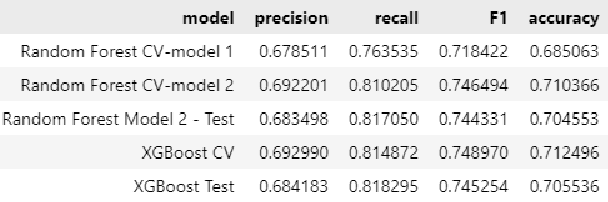 model precision recall F1 accuracy
Random Forest CV-model 1 0.678511 0.763535 0.718422 0.685063
Random Forest CV-model 2 0.692201 0.810205 0.746494 0.710366
Random Forest Model 2 - Test 0.683498 0.817050 0.744331 0.704553
XGBoost CV 0.692990 0.814872 0.748970 0.712496
XGBoost Test 0.684183 0.818295 0.745254 0.705536